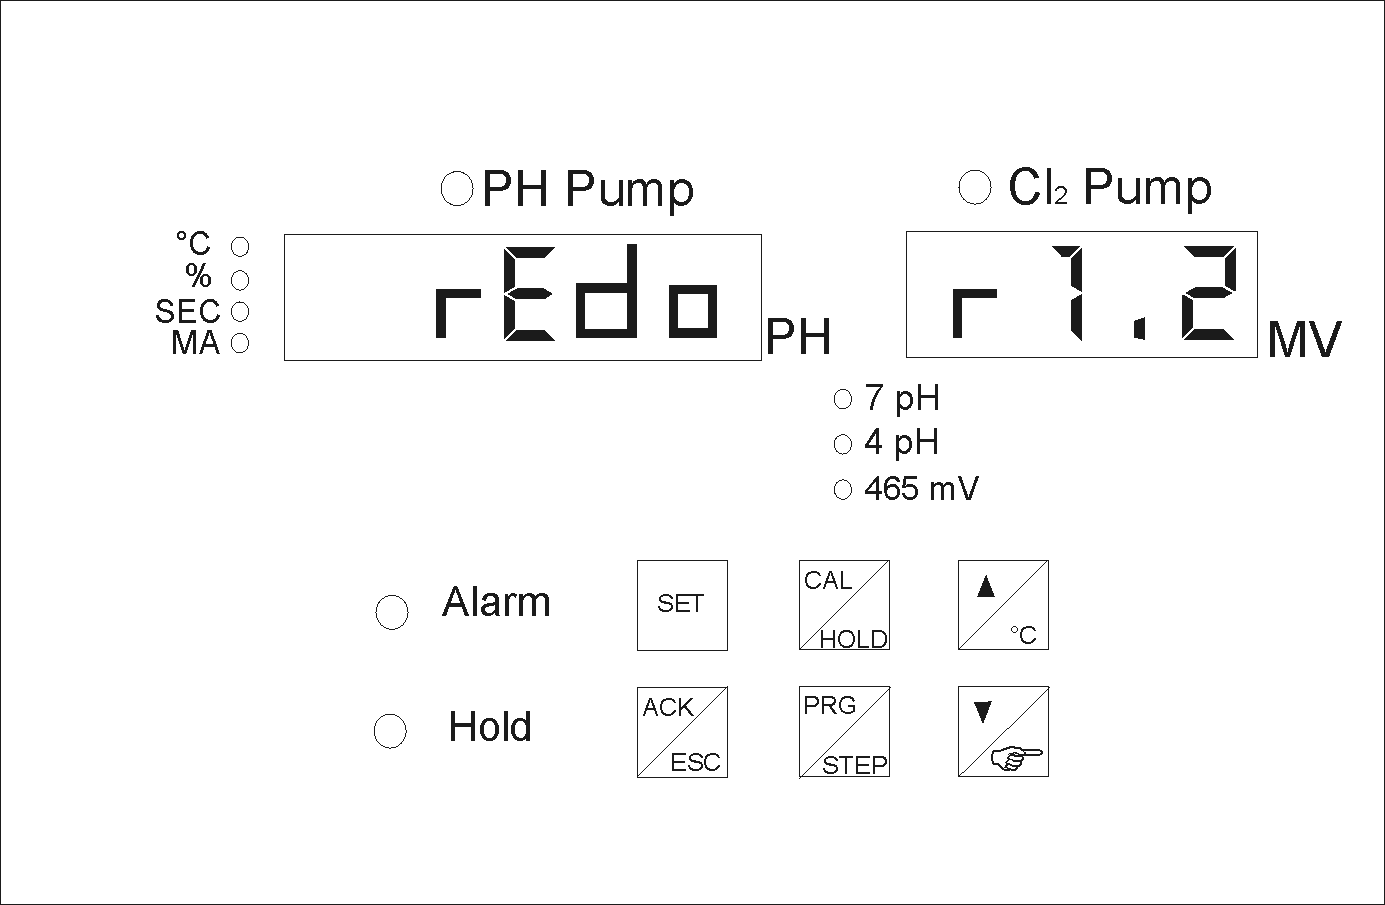 PH Pump
Cl₂ Pump
°C
%
SEC
MA
rEdo PH
r1.2 MV
7 pH
4 pH
465 mV
Alarm
SET
CAL
HOLD
▲
°C
Hold
ACK
ESC
PRG
STEP
▼